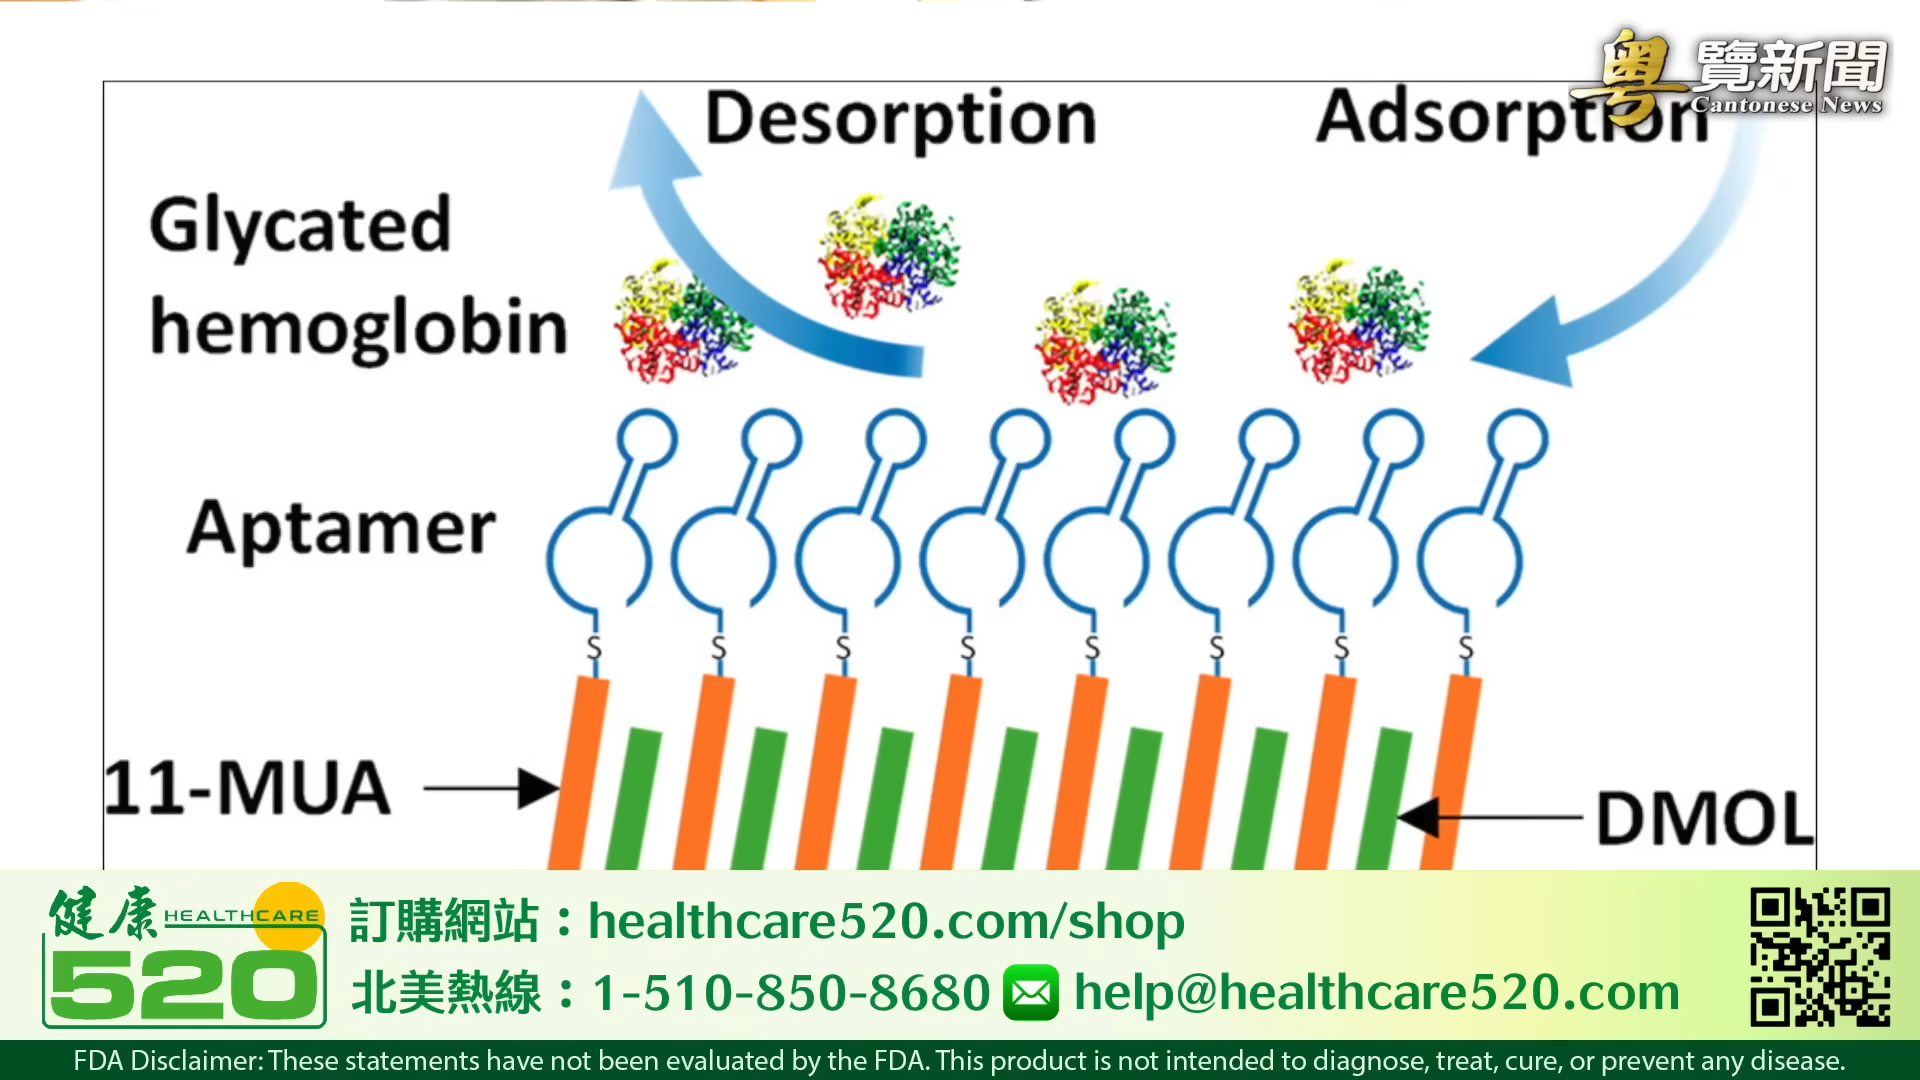 粵覽新聞
Cantonese News
Desorption
Adsorption
Glycated
hemoglobin
Aptamer
S S S S S S S S
11-MUA
DMOL
健康 HEALTHCARE
520
訂購網站：healthcare520.com/shop
北美熱線：1-510-850-8680 help@healthcare520.com
FDA Disclaimer: These statements have not been evaluated by the FDA. This product is not intended to diagnose, treat, cure, or prevent any disease.